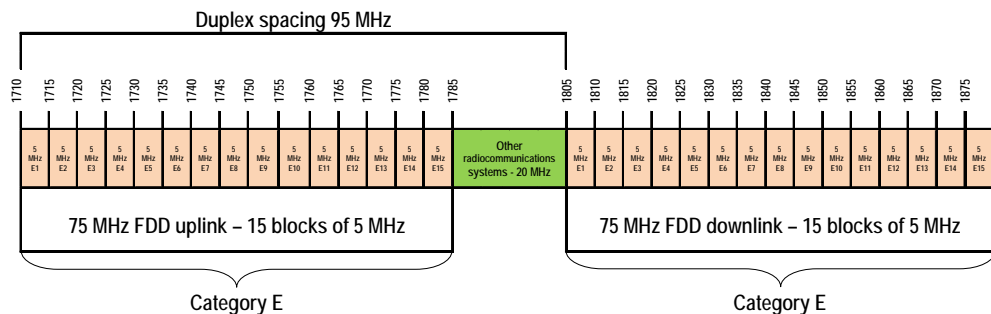 Duplex spacing 95 MHz
1710 1715 1720 1725 1730 1735 1740 1745 1750 1755 1760 1765 1770 1775 1780 1785 1805 1810 1815 1820 1825 1830 1835 1840 1845 1850 1855 1860 1865 1870 1875
5
MHz
E1
5
MHz
E2
5
MHz
E3
5
MHz
E4
5
MHz
E5
5
MHz
E6
5
MHz
E7
5
MHz
E8
5
MHz
E9
5
MHz
E10
5
MHz
E11
5
MHz
E12
5
MHz
E13
5
MHz
E14
5
MHz
E15
Other
radiocommunications
systems - 20 MHz
5
MHz
E1
5
MHz
E2
5
MHz
E3
5
MHz
E4
5
MHz
E5
5
MHz
E6
5
MHz
E7
5
MHz
E8
5
MHz
E9
5
MHz
E10
5
MHz
E11
5
MHz
E12
5
MHz
E13
5
MHz
E14
5
MHz
E15
75 MHz FDD uplink – 15 blocks of 5 MHz
75 MHz FDD downlink – 15 blocks of 5 MHz
Category E
Category E